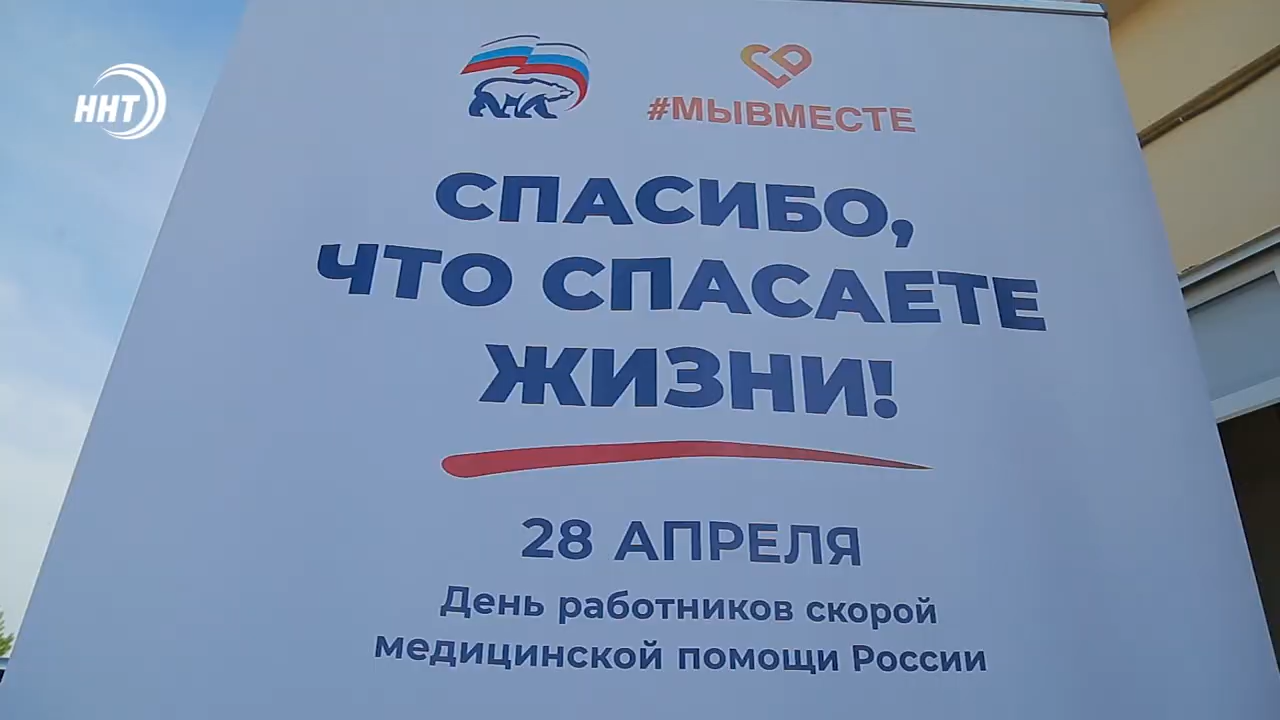 ННТ
#МЫВМЕСТЕ
СПАСИБО,
ЧТО СПАСАЕТЕ
ЖИЗНИ!
28 АПРЕЛЯ
День работников скорой
медицинской помощи России